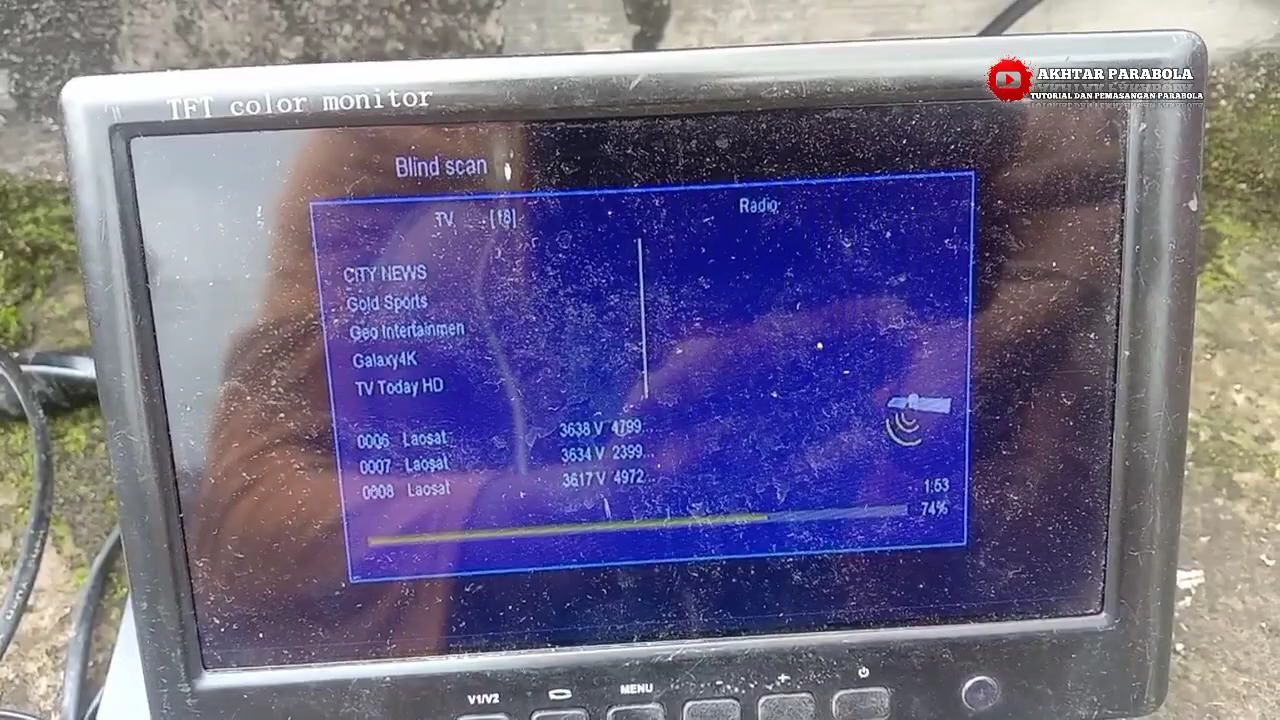 AKHTAR PARABOLA
TUTORIAL DAN PEMASANGAN PARABOLA
TFT color monitor
Blind scan
TV [18]
Radio
CITY NEWS
Gold Sports
Geo Intertainmen
Galaxy4K
TV Today HD
0006 Laosat 3638 V 4799...
0007 Laosat 3634 V 2399...
0008 Laosat 3617 V 4972...
1:53
74%
V1/V2
MENU
- +